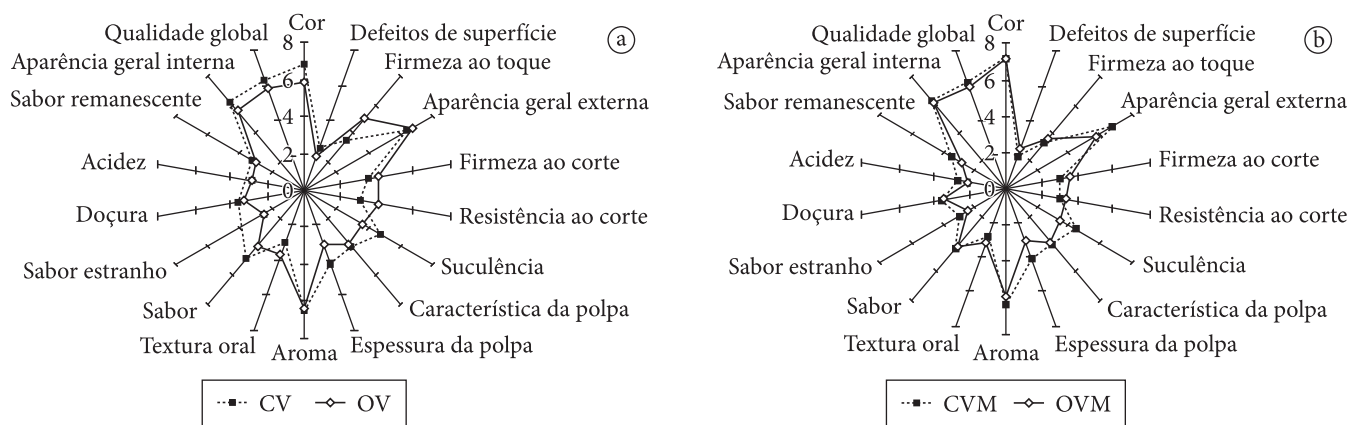 Cor
8
6
4
2
0
Defeitos de superfície
Firmeza ao toque
Aparência geral externa
Firmeza ao corte
Resistência ao corte
Suculência
Característica da polpa
Espessura da polpa
Aroma
Textura oral
Sabor
Sabor estranho
Doçura
Acidez
Sabor remanescente
Aparência geral interna
Qualidade global
a
CV OV
Cor
8
6
4
2
0
Defeitos de superfície
Firmeza ao toque
Aparência geral externa
Firmeza ao corte
Resistência ao corte
Suculência
Característica da polpa
Espessura da polpa
Aroma
Textura oral
Sabor
Sabor estranho
Doçura
Acidez
Sabor remanescente
Aparência geral interna
Qualidade global
b
CVM OVM